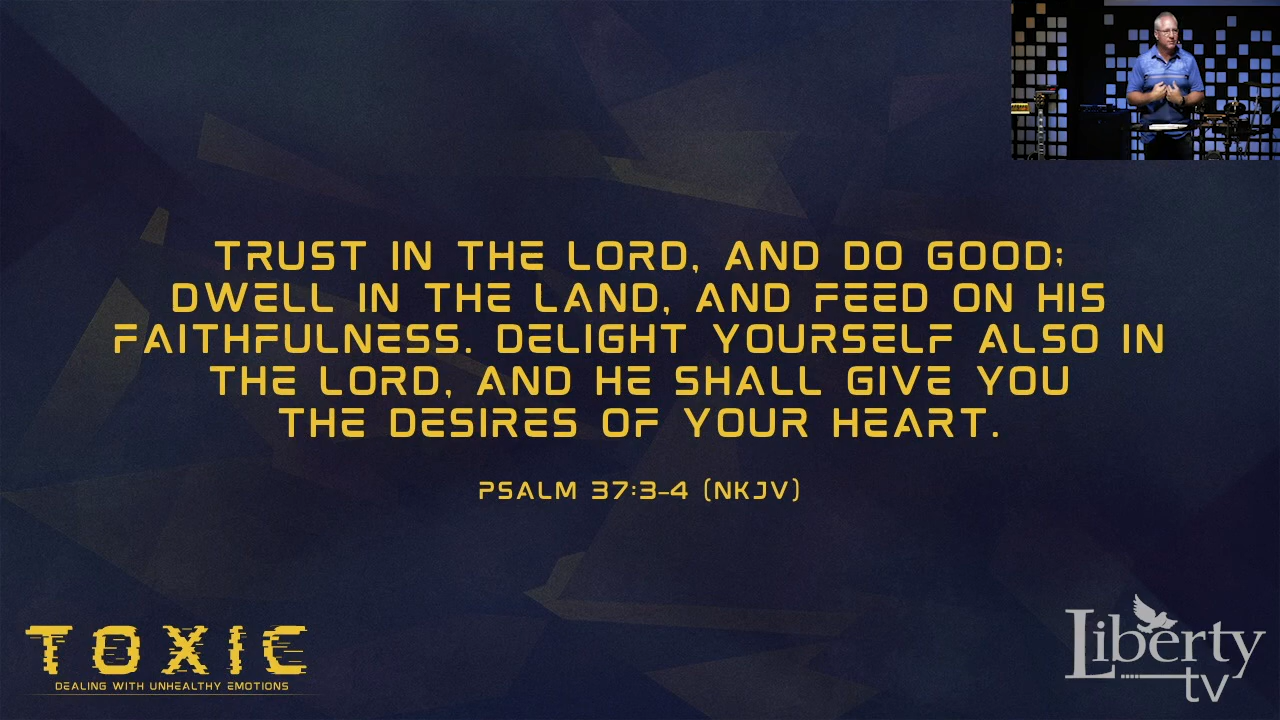 TRUST IN THE LORD, AND DO GOOD;
DWELL IN THE LAND, AND FEED ON HIS
FAITHFULNESS. DELIGHT YOURSELF ALSO IN
THE LORD, AND HE SHALL GIVE YOU
THE DESIRES OF YOUR HEART.
PSALM 37:3-4 (NKJV)
TOXIC
DEALING WITH UNHEALTHY EMOTIONS
Liberty
tv